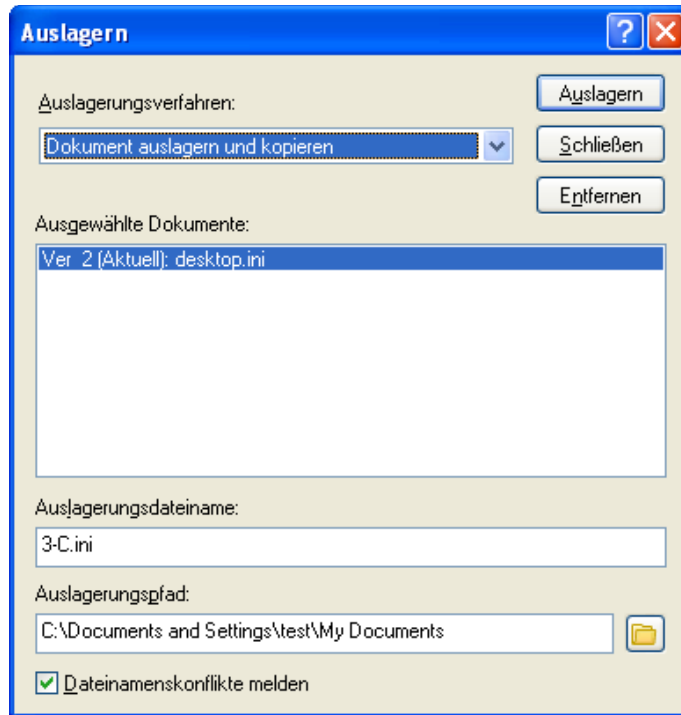 Auslagern
Auslagerungsverfahren:
Auslagern
Dokument auslagern und kopieren
Schließen
Entfernen
Ausgewählte Dokumente:
Ver 2 (Aktuell): desktop.ini
Auslagerungsdateiname:
3-C.ini
Auslagerungspfad:
C:\Documents and Settings\test\My Documents
Dateinamenskonflikte melden